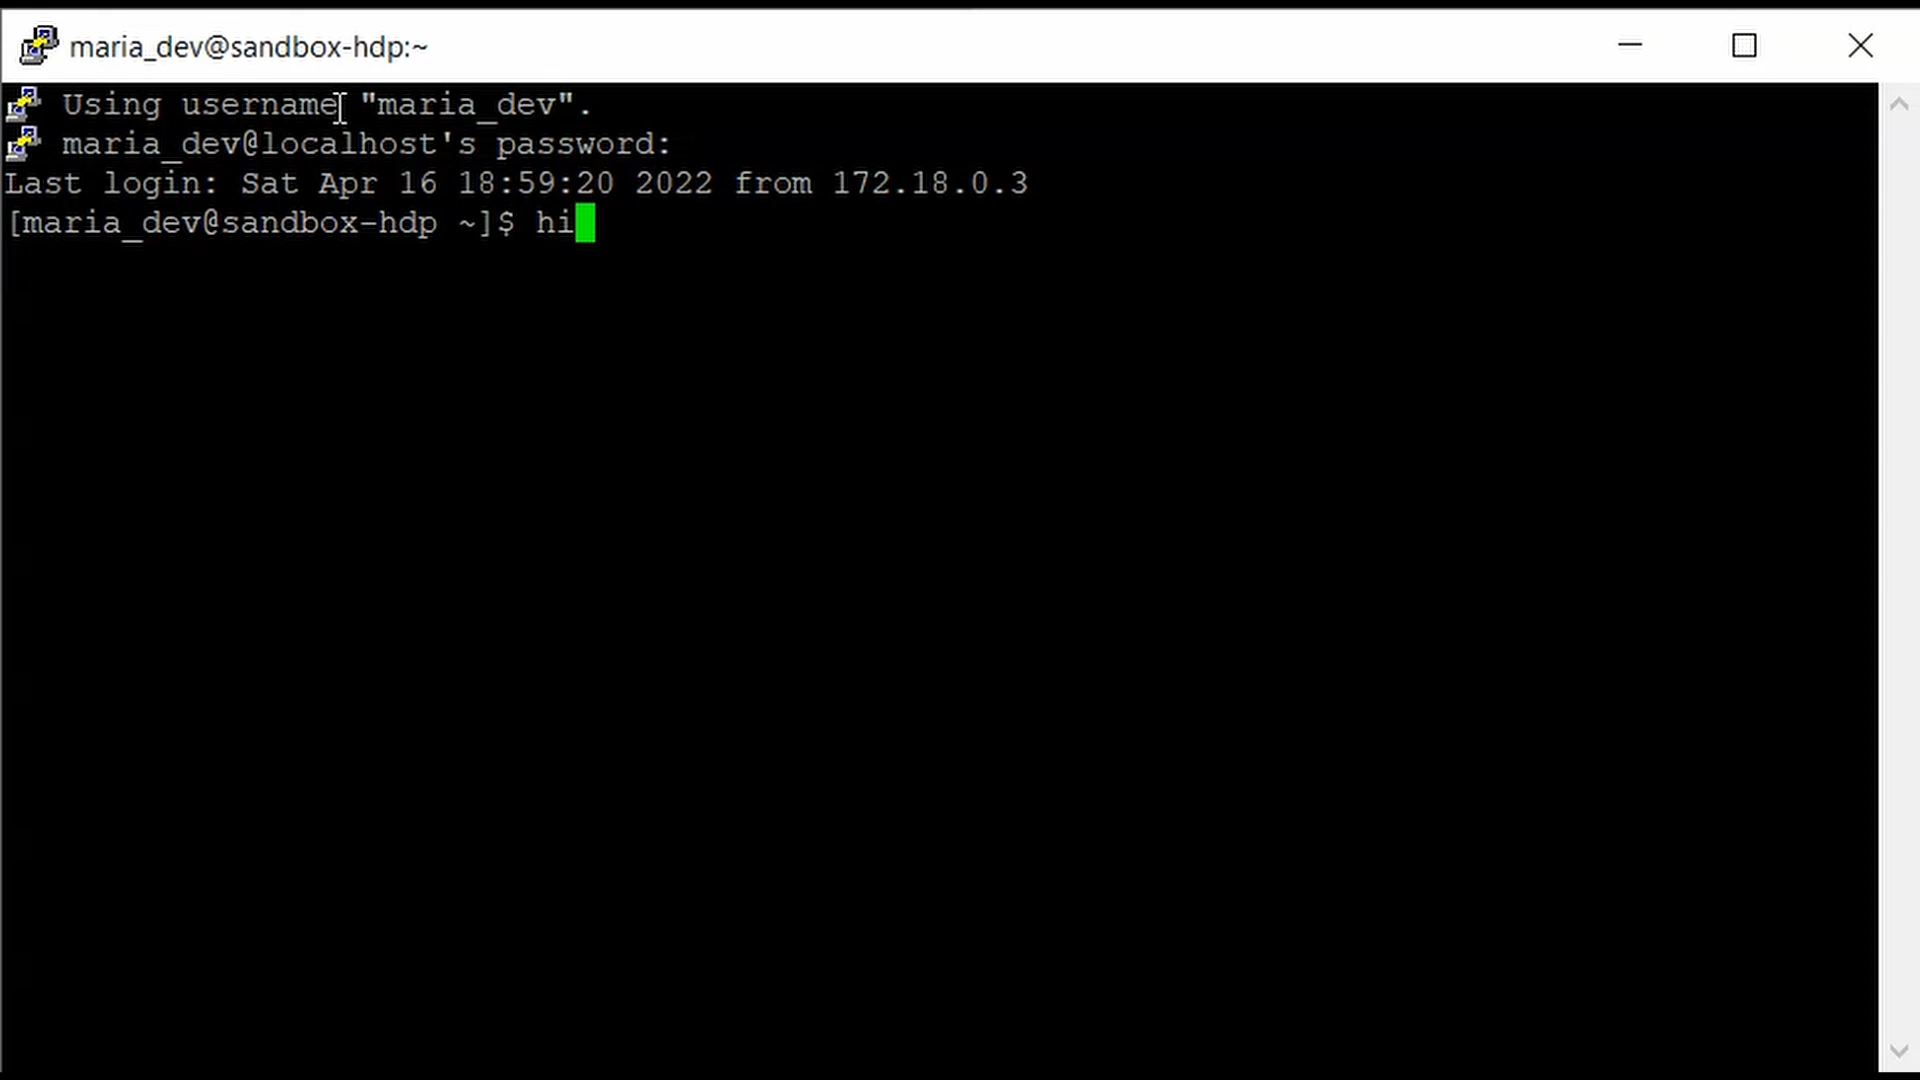 maria_dev@sandbox-hdp:~
Using username "maria_dev".
maria_dev@localhost's password:
Last login: Sat Apr 16 18:59:20 2022 from 172.18.0.3
[maria_dev@sandbox-hdp ~]$ hi